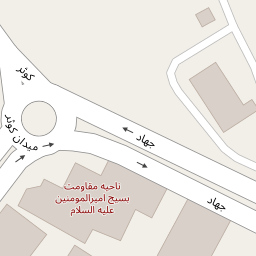 کوثر
میدان کوثر
جهاد
ناحیه مقاومت
بسیج امیرالمومنین
علیه السلام
جهاد